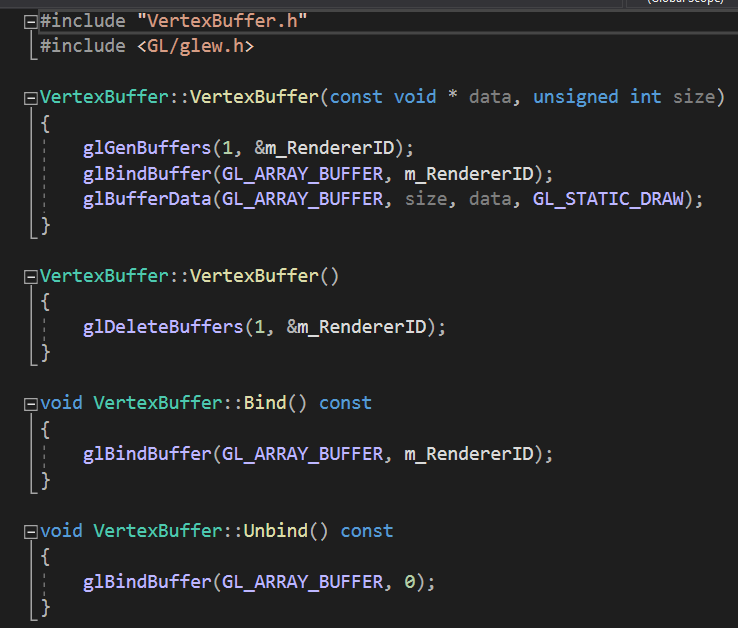 (Global Scope)
#include "VertexBuffer.h"
#include <GL/glew.h>
VertexBuffer::VertexBuffer(const void * data, unsigned int size)
{
glGenBuffers(1, &m_RendererID);
glBindBuffer(GL_ARRAY_BUFFER, m_RendererID);
glBufferData(GL_ARRAY_BUFFER, size, data, GL_STATIC_DRAW);
}
VertexBuffer::VertexBuffer()
{
glDeleteBuffers(1, &m_RendererID);
}
void VertexBuffer::Bind() const
{
glBindBuffer(GL_ARRAY_BUFFER, m_RendererID);
}
void VertexBuffer::Unbind() const
{
glBindBuffer(GL_ARRAY_BUFFER, 0);
}